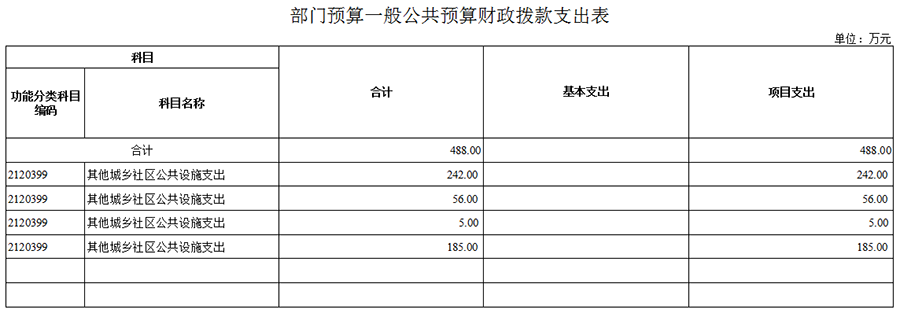 部门预算一般公共预算财政拨款支出表
单位：万元
科目 合计 基本支出 项目支出
功能分类科目编码 科目名称
合计 488.00 488.00
2120399 其他城乡社区公共设施支出 242.00 242.00
2120399 其他城乡社区公共设施支出 56.00 56.00
2120399 其他城乡社区公共设施支出 5.00 5.00
2120399 其他城乡社区公共设施支出 185.00 185.00